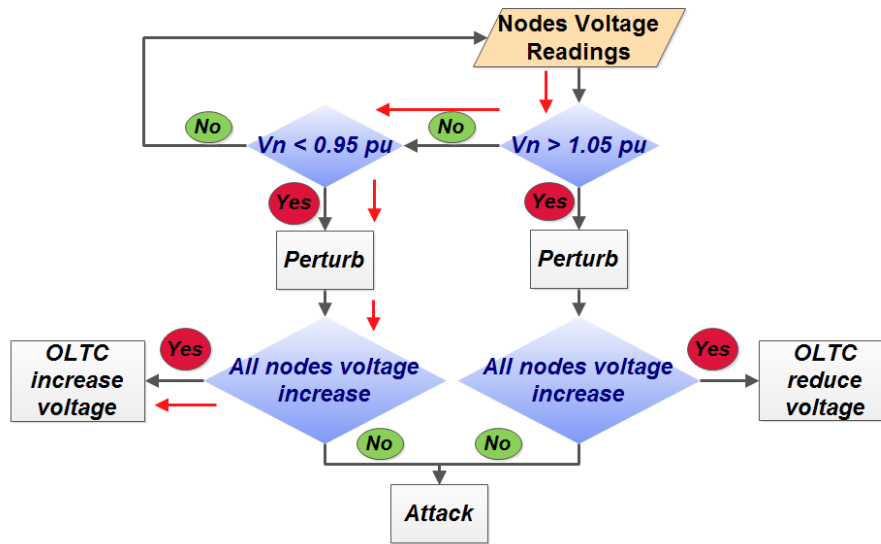 Nodes Voltage
Readings
No
No
Vn < 0.95 pu
Vn > 1.05 pu
Yes
Yes
Perturb
Perturb
Yes
Yes
OLTC
increase
voltage
All nodes voltage
increase
All nodes voltage
increase
OLTC
reduce
voltage
No
No
Attack